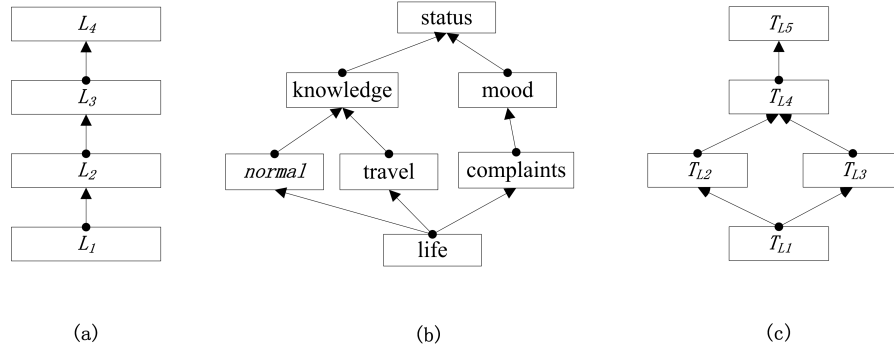 L4
L3
L2
L1
(a)
status
knowledge mood
normal travel complaints
life
(b)
TL5
TL4
TL2 TL3
TL1
(c)